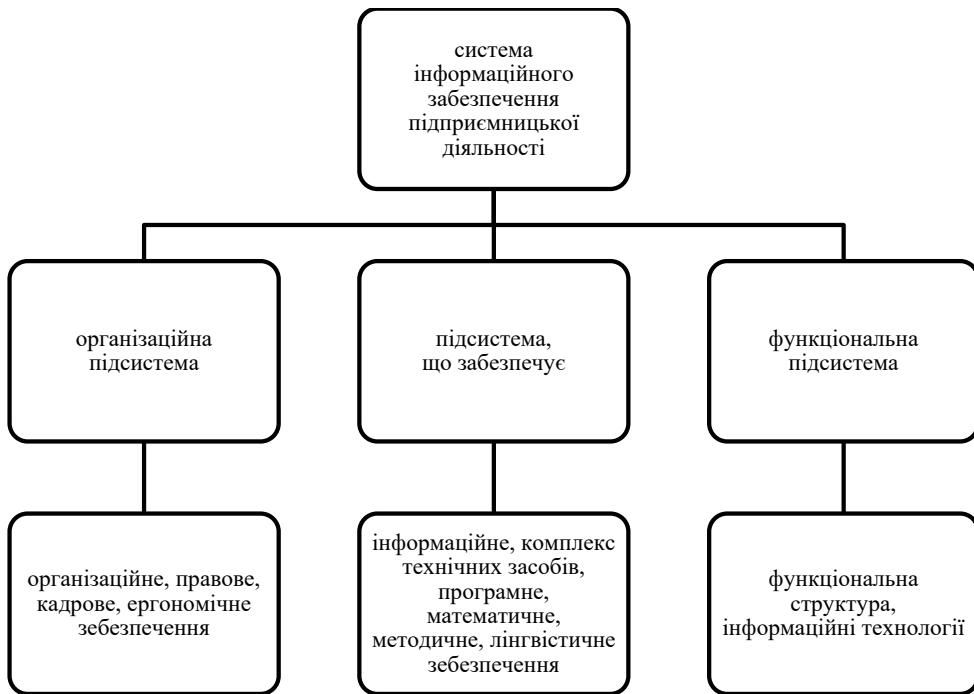 система
інформаційного
забезпечення
підприємницької
діяльності
організаційна
підсистема
підсистема,
що забезпечує
функціональна
підсистема
організаційне, правове,
кадрове, ергономічне
зебезпечення
інформаційне, комплекс
технічних засобів,
програмне,
математичне,
методичне, лінгвістичне
зебезпечення
функціональна
структура,
інформаційні технології